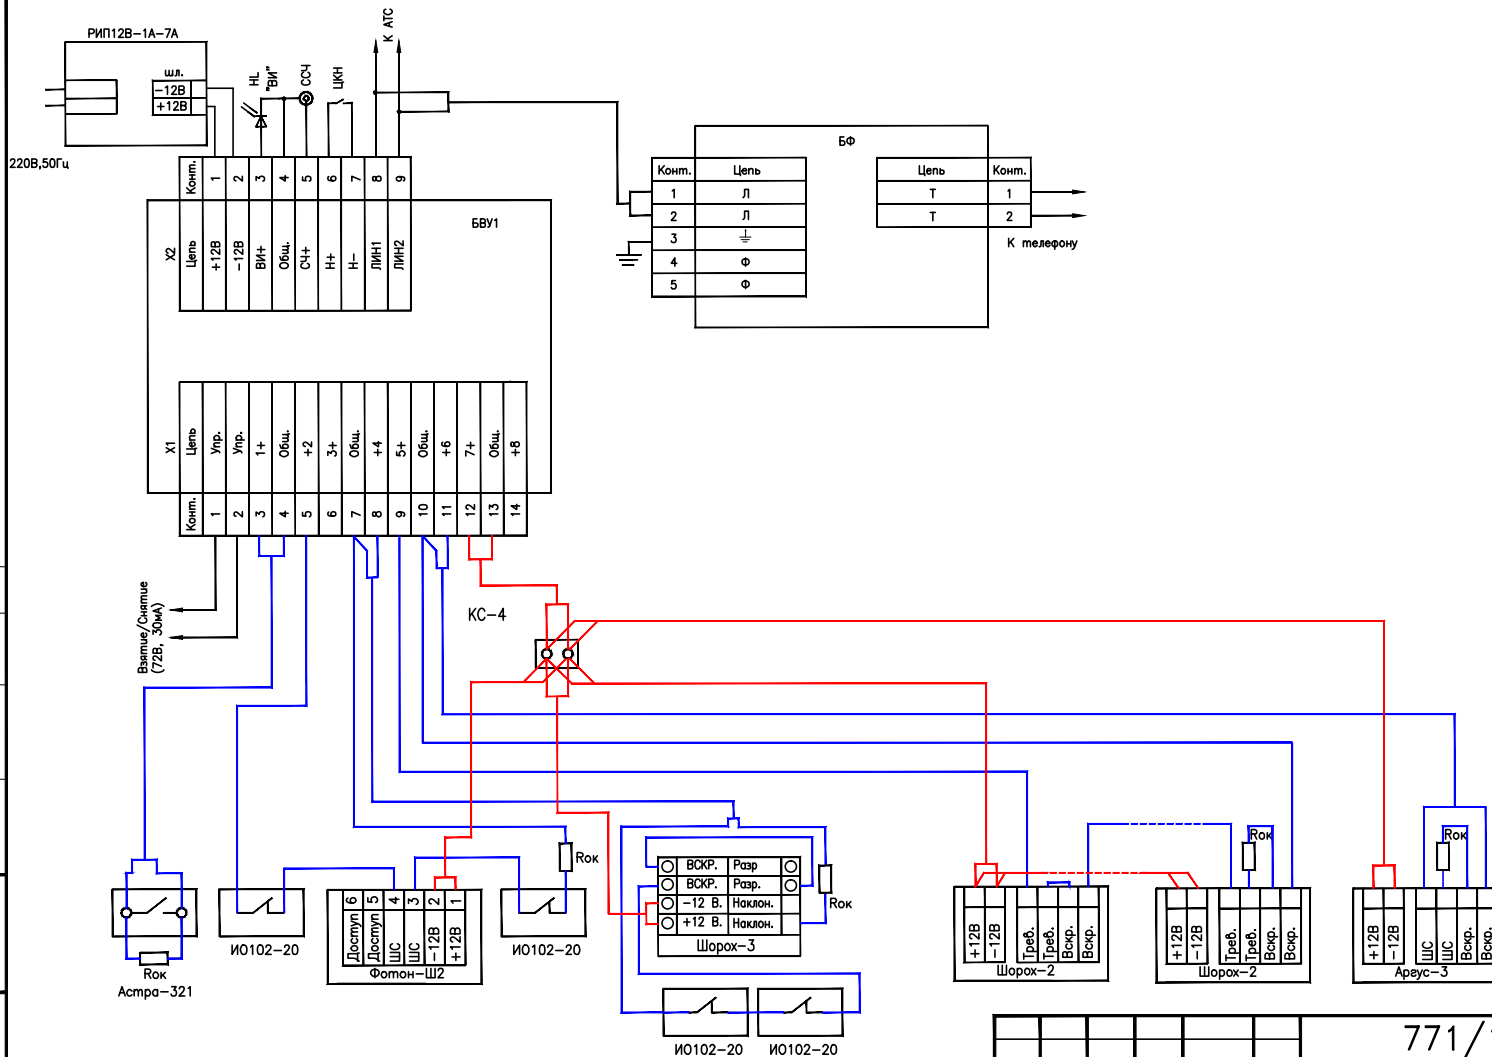 РИП12В-1А-7А
шл.
-12В
+12В
220В,50Гц
HL
"ВИ"
ССЧ
ЦКН
К АТС
Конт. 1 2 3 4 5 6 7 8 9
X2
Цепь +12В -12В ВИ+ Общ. СЧ+ Н+ Н- ЛИН1 ЛИН2
БВУ1
БФ
Конт. Цепь
1 Л
2 Л
3
4 Ф
5 Ф
Цепь Конт.
Т 1
Т 2
К телефону
X1
Цепь Упр. Упр. 1+ Общ. +2 3+ Общ. +4 5+ Общ. +6 7+ Общ. +8
Конт. 1 2 3 4 5 6 7 8 9 10 11 12 13 14
Взятие/Снятие
(72В, 30мА)
КС-4
Rок
Астра-321
ИО102-20
6 5 4 3 2 1
Доступ Доступ ШС ШС -12В +12В
Фотон-Ш2
Rок
ИО102-20
ВСКР. Разр
ВСКР. Разр.
-12 В. Наклон.
+12 В. Наклон.
Шорох-3
Rок
ИО102-20
ИО102-20
+12В -12В Трев. Трев. Вскр. Вскр.
Шорох-2
Rок
+12В -12В Трев. Трев. Вскр. Вскр.
Шорох-2
Rок
+12В -12В ШС ШС Вскр. Вскр.
Аргус-3
771/